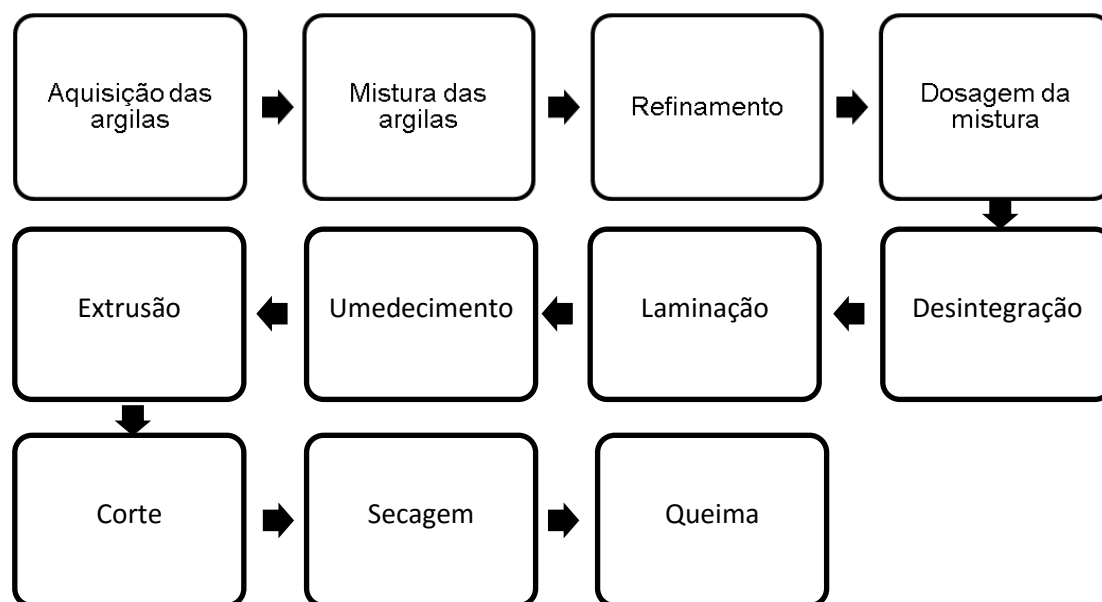 Aquisição das
argilas
Mistura das
argilas
Refinamento
Dosagem da
mistura
Desintegração
Laminação
Umedecimento
Extrusão
Corte
Secagem
Queima